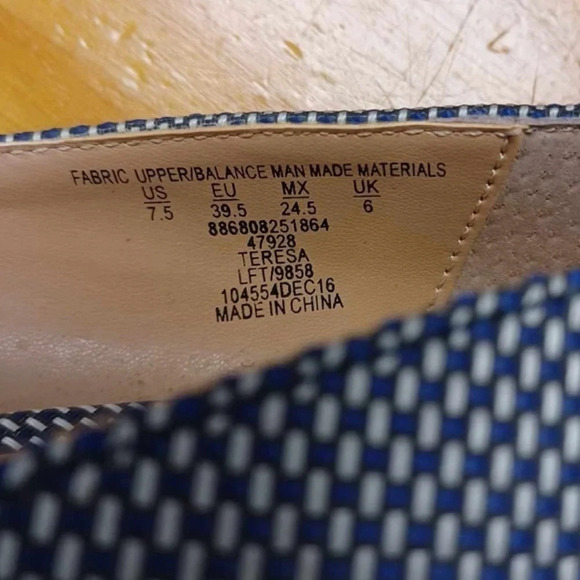 FABRIC UPPER/BALANCE MAN MADE MATERIALS
US EU MX UK
7.5 39.5 24.5 6
886808251864
47928
TERESA
LFT/9858
104554DEC16
MADE IN CHINA